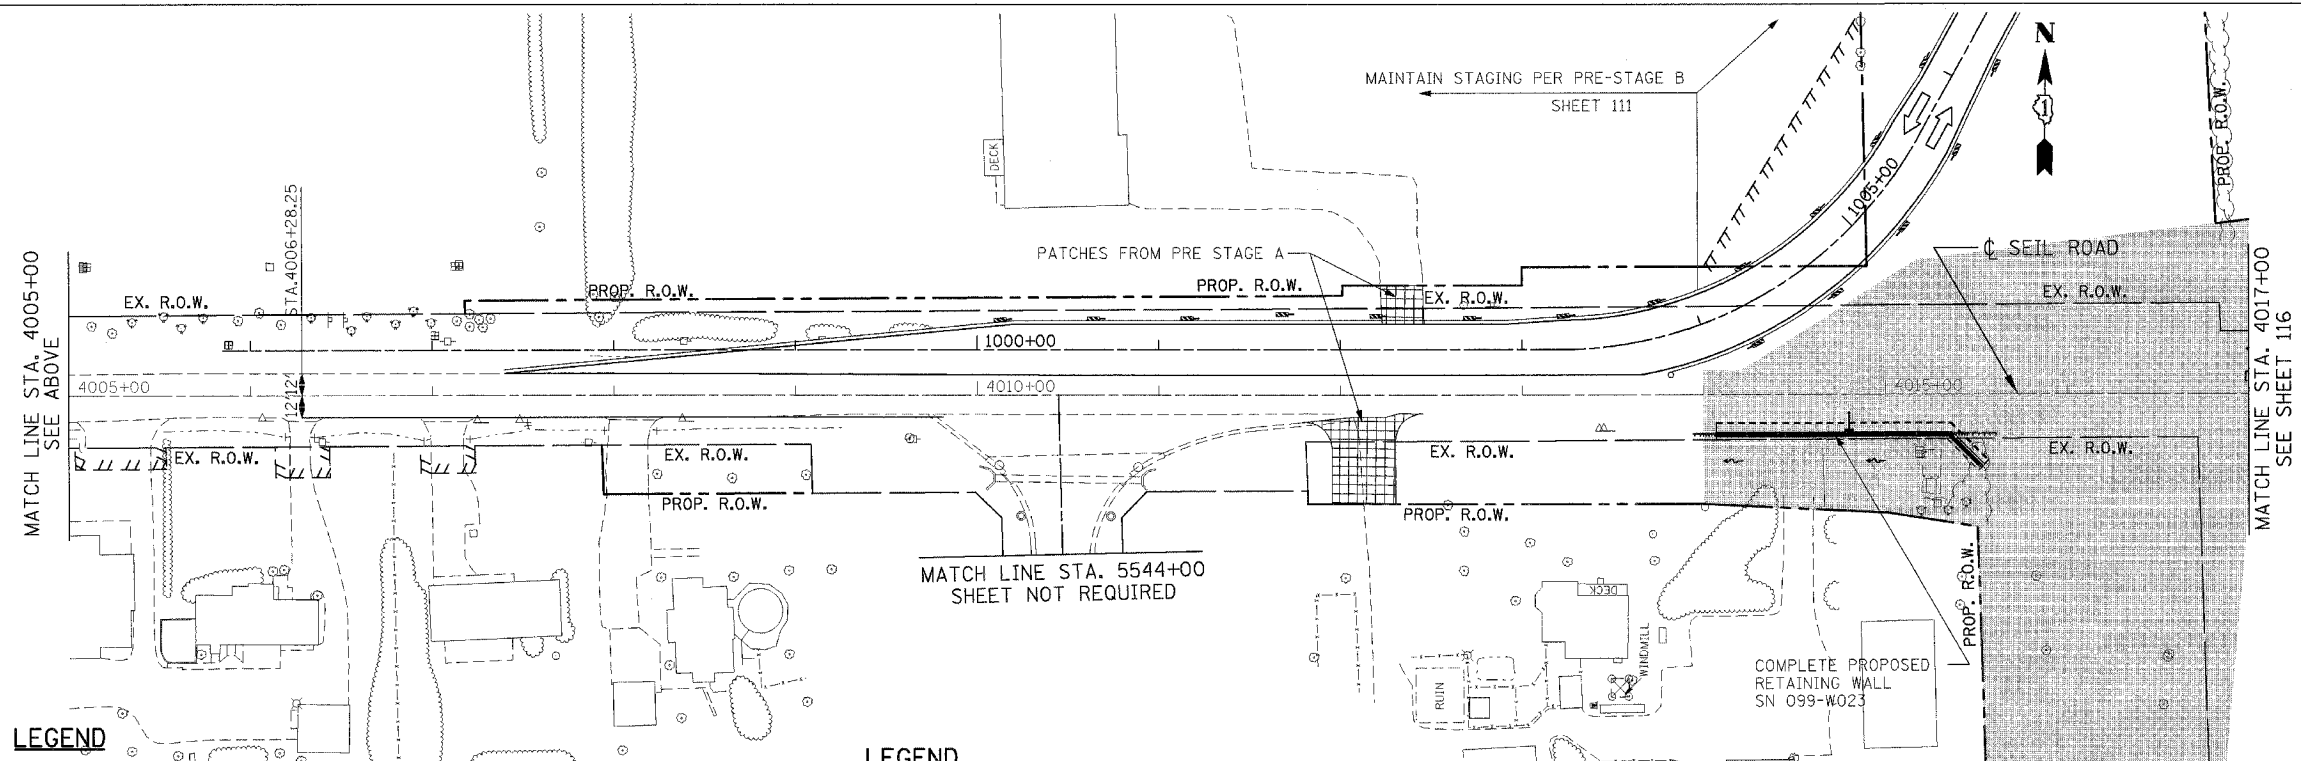 MAINTAIN STAGING PER PRE-STAGE B
SHEET 111
N
1
PROP. R.O.W.
DECK
STA.4006+28.25
1005+00
PATCHES FROM PRE STAGE A
℄ SEIL ROAD
MATCH LINE STA. 4005+00
SEE ABOVE
EX. R.O.W.
PROP. R.O.W.
PROP. R.O.W.
EX. R.O.W.
EX. R.O.W.
MATCH LINE STA. 4017+00
SEE SHEET 116
1000+00
4005+00
12'
12'
4010+00
4015+00
EX. R.O.W.
EX. R.O.W.
EX. R.O.W.
EX. R.O.W.
PROP. R.O.W.
PROP. R.O.W.
MATCH LINE STA. 5544+00
SHEET NOT REQUIRED
DECK
PROP. R.O.W.
WINDMILL
RUIN
COMPLETE PROPOSED
RETAINING WALL
SN 099-W023
LEGEND
LEGEND